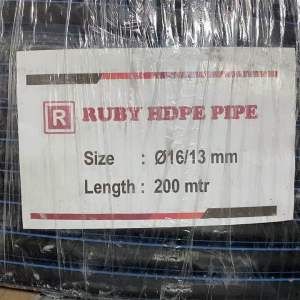 R RUBY HDPE PIPE
Size : Ø16/13 mm
Length : 200 mtr